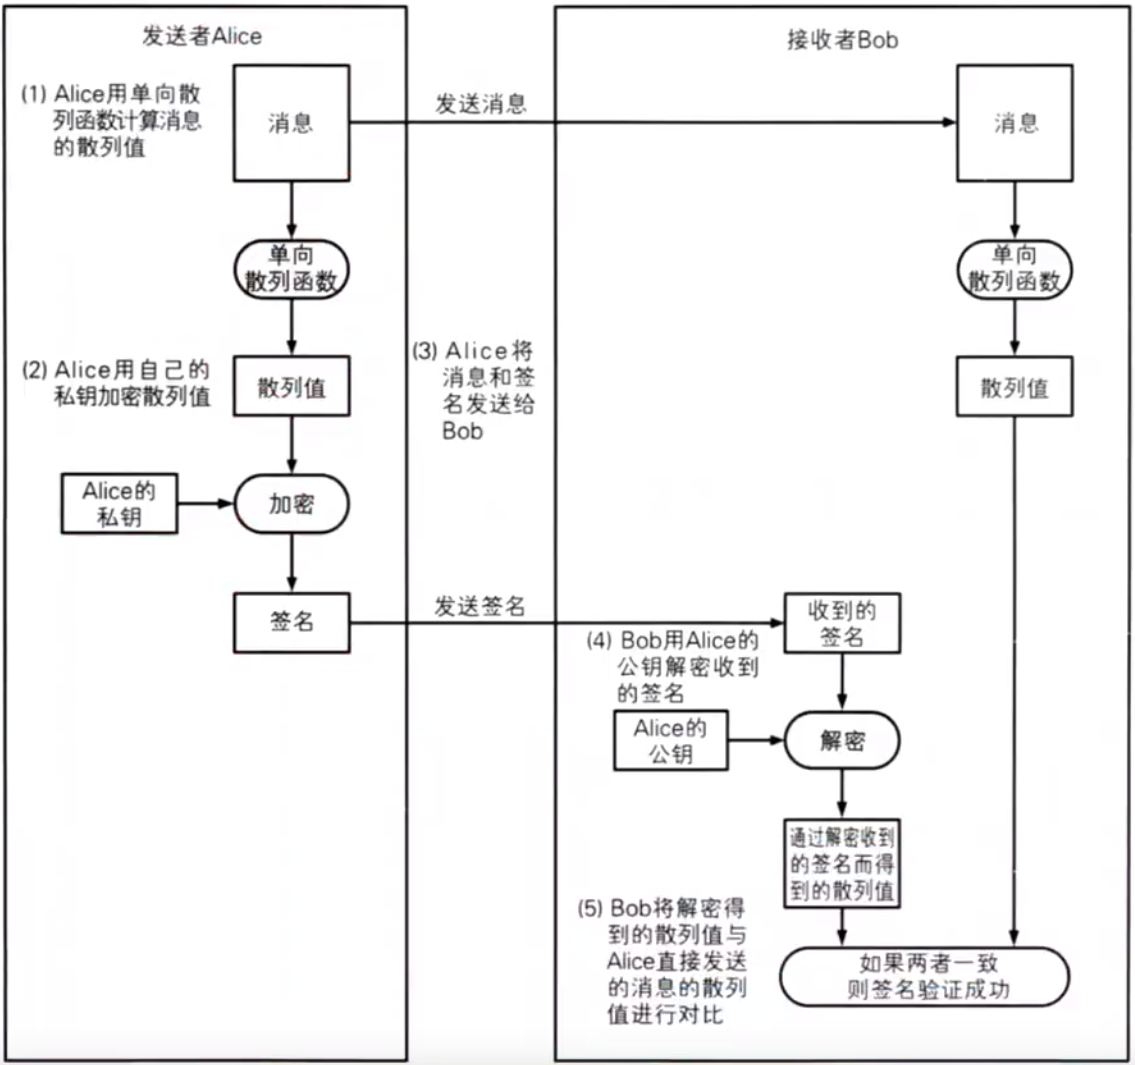 发送者Alice
(1) Alice用单向散
列函数计算消息
的散列值
消息
单向
散列函数
(2) Alice用自己的
私钥加密散列值
散列值
Alice的
私钥
加密
签名
发送消息
(3) Alice将
消息和签
名发送给
Bob
发送签名
接收者Bob
消息
单向
散列函数
散列值
收到的
签名
(4) Bob用Alice的
公钥解密收到
的签名
Alice的
公钥
解密
通过解密收到
的签名而得
到的散列值
(5) Bob将解密得
到的散列值与
Alice直接发送
的消息的散列
值进行对比
如果两者一致
则签名验证成功